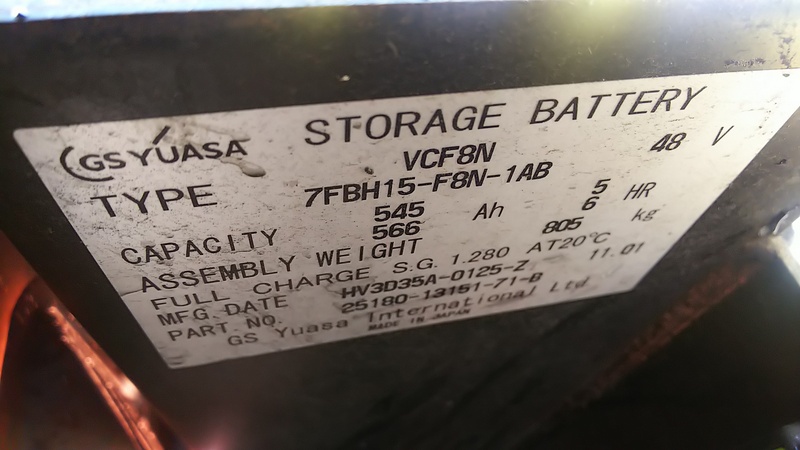 GS YUASA STORAGE BATTERY
VCF8N 48 V
TYPE 7FBH15-F8N-1AB
545 Ah 5 HR
CAPACITY 566 6
ASSEMBLY WEIGHT 805 kg
FULL CHARGE S.G. 1.280 AT20°C
MFG. DATE HV3D35A-0125-Z 11.01
PART NO. 25180-13151-71-B
GS Yuasa International Ltd.
MADE IN JAPAN